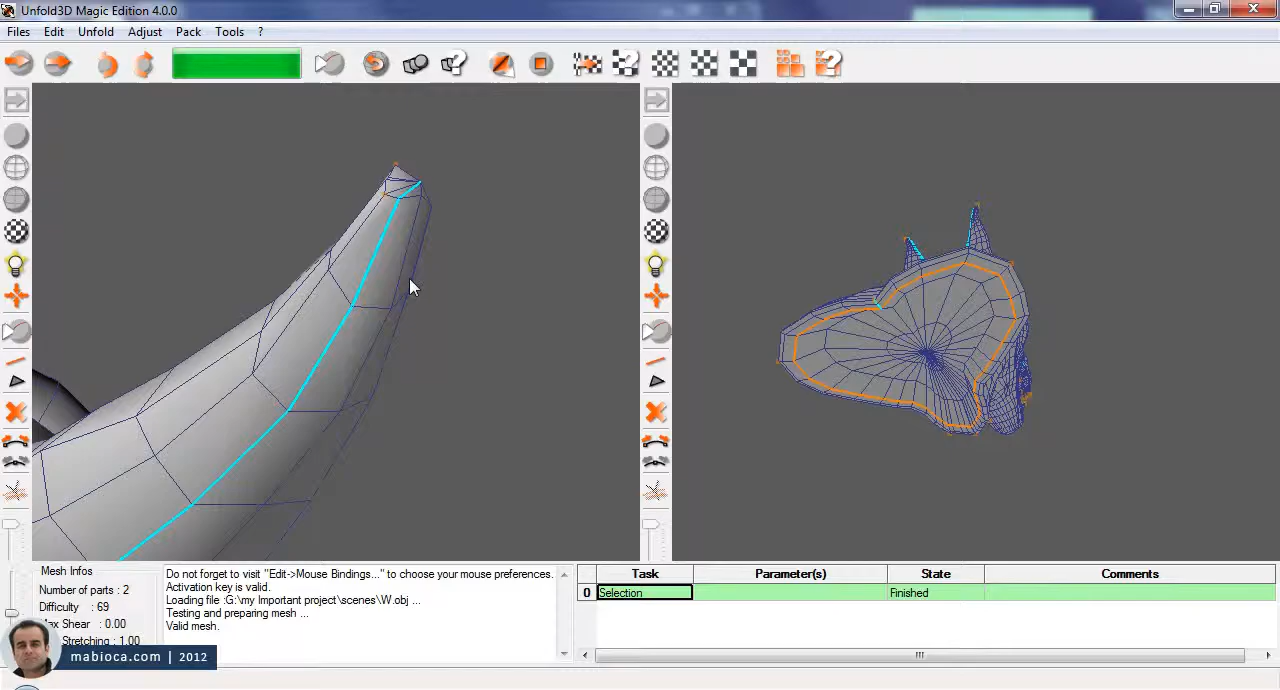 Unfold3D Magic Edition 4.0.0
Files Edit Unfold Adjust Pack Tools ?
Mesh Infos
Number of parts : 2
Difficulty : 69
Max Shear : 0.00
Stretching : 1.00
Do not forget to visit "Edit->Mouse Bindings..." to choose your mouse preferences.
Activation key is valid.
Loading file :G:\my Important project\scenes\W.obj ...
Testing and preparing mesh ...
Valid mesh.
Task Parameter(s) State Comments
0 Selection Finished
mabioca.com | 2012